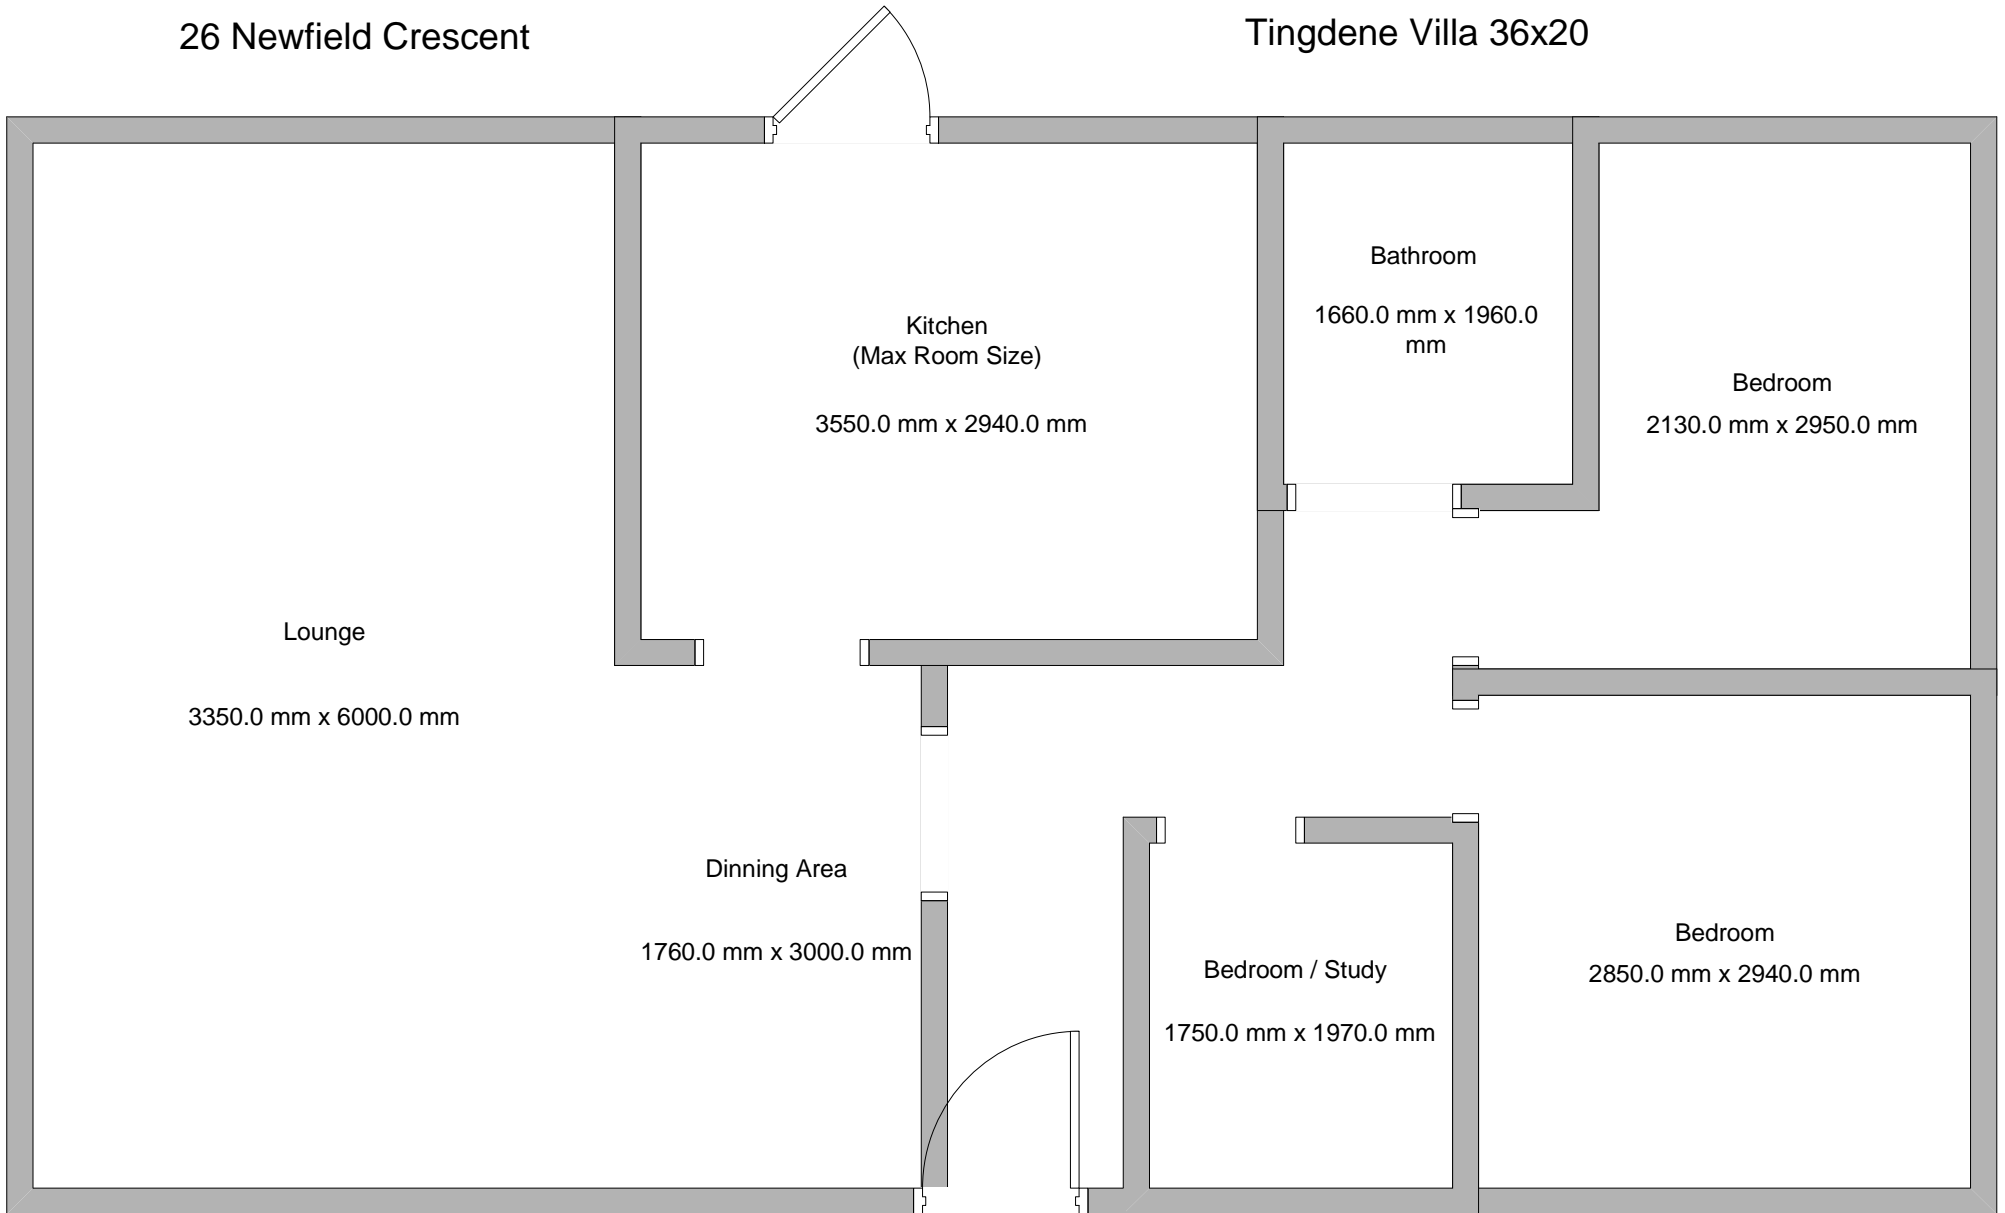 26 Newfield Crescent
Tingdene Villa 36x20
Lounge
3350.0 mm x 6000.0 mm
Kitchen
(Max Room Size)
3550.0 mm x 2940.0 mm
Bathroom
1660.0 mm x 1960.0
mm
Bedroom
2130.0 mm x 2950.0 mm
Dinning Area
1760.0 mm x 3000.0 mm
Bedroom / Study
1750.0 mm x 1970.0 mm
Bedroom
2850.0 mm x 2940.0 mm